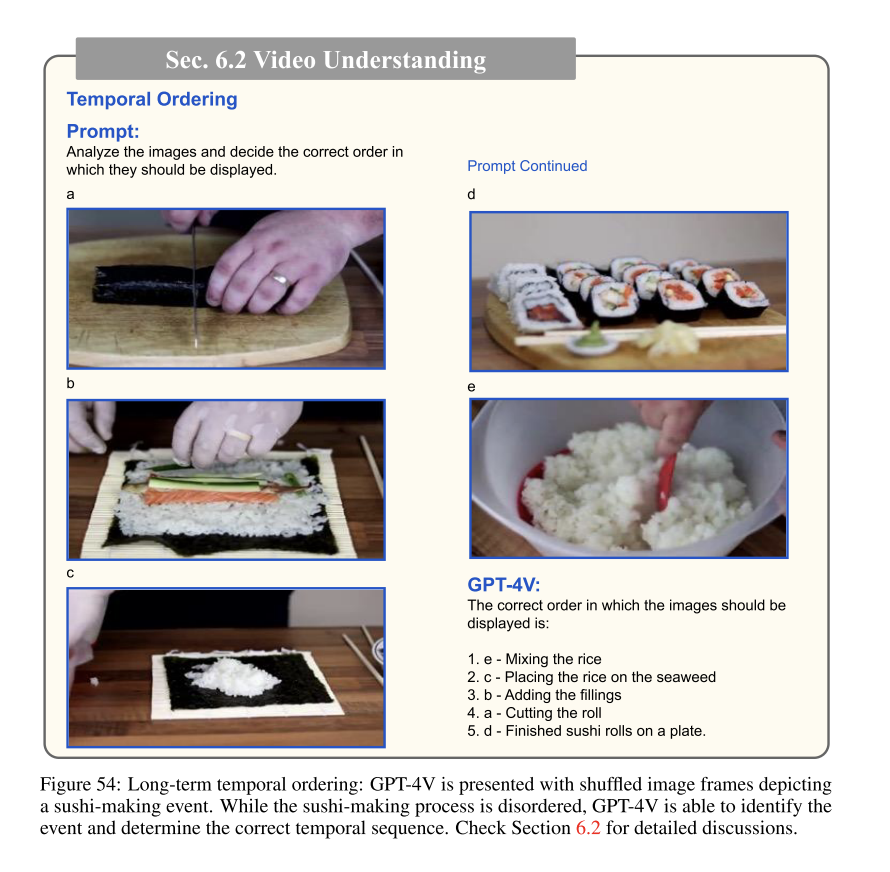 Sec. 6.2 Video Understanding
Temporal Ordering
Prompt:
Analyze the images and decide the correct order in
which they should be displayed.
a
b
c
Prompt Continued
d
e
GPT-4V:
The correct order in which the images should be
displayed is:
1. e - Mixing the rice
2. c - Placing the rice on the seaweed
3. b - Adding the fillings
4. a - Cutting the roll
5. d - Finished sushi rolls on a plate.
Figure 54: Long-term temporal ordering: GPT-4V is presented with shuffled image frames depicting
a sushi-making event. While the sushi-making process is disordered, GPT-4V is able to identify the
event and determine the correct temporal sequence. Check Section 6.2 for detailed discussions.